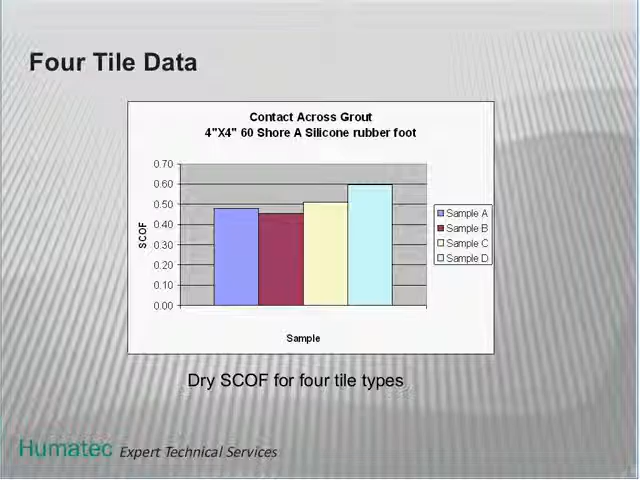 Four Tile Data
Contact Across Grout
4"X4" 60 Shore A Silicone rubber foot
0.70
0.60
0.50
0.40
0.30
0.20
0.10
0.00
SCOF
Sample
Sample A
Sample B
Sample C
Sample D
Dry SCOF for four tile types
Humatec Expert Technical Services